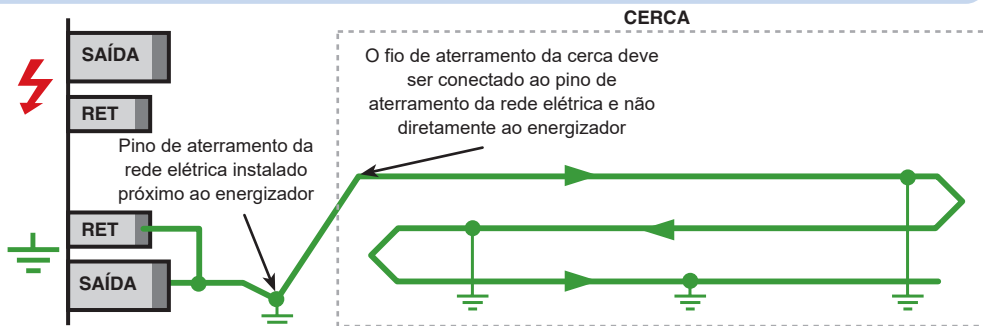 CERCA
SAÍDA
RET
O fio de aterramento da cerca deve
ser conectado ao pino de
aterramento da rede elétrica e não
diretamente ao energizador
Pino de aterramento da
rede elétrica instalado
próximo ao energizador
RET
SAÍDA